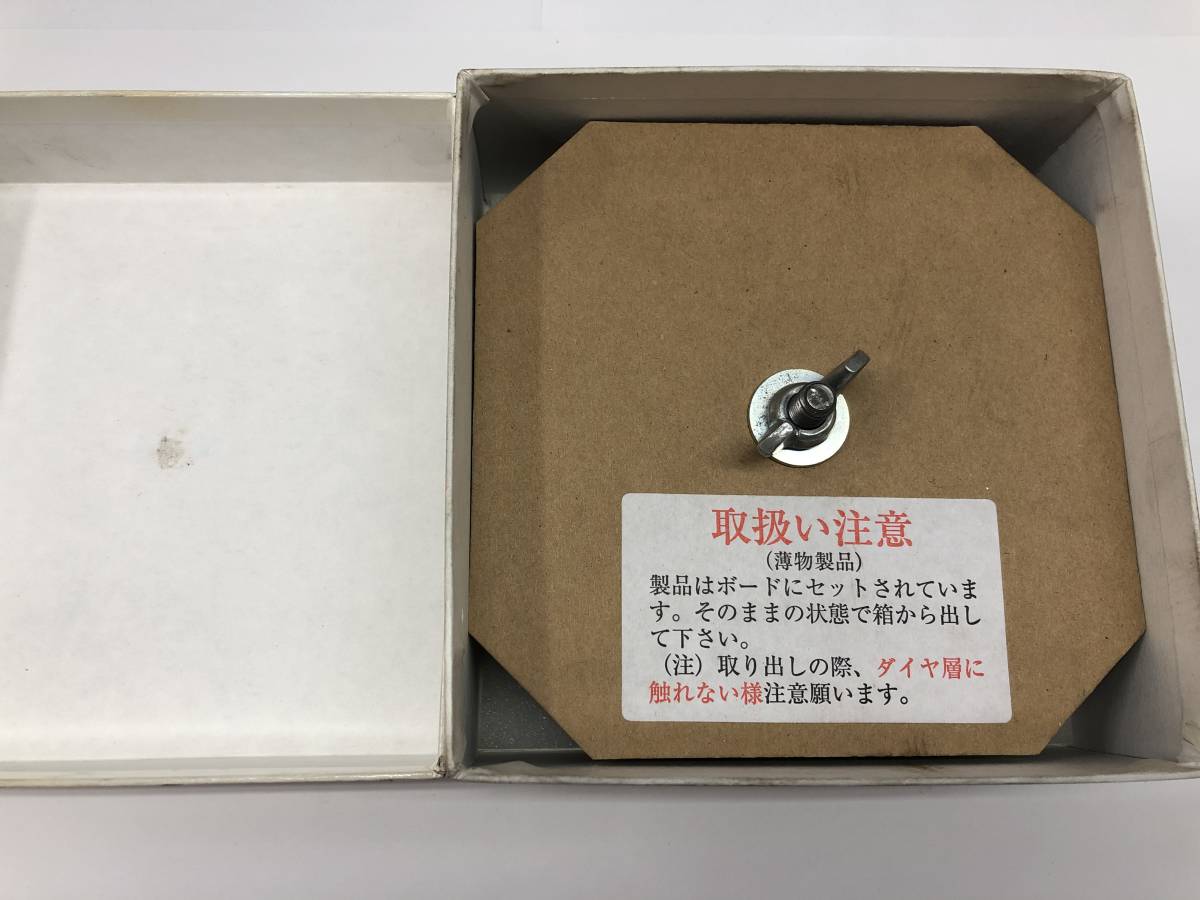 取扱い注意
(薄物製品)
製品はボードにセットされていま
す。そのままの状態で箱から出し
て下さい。
(注)取り出しの際、ダイヤ層に
触れない様注意願います。